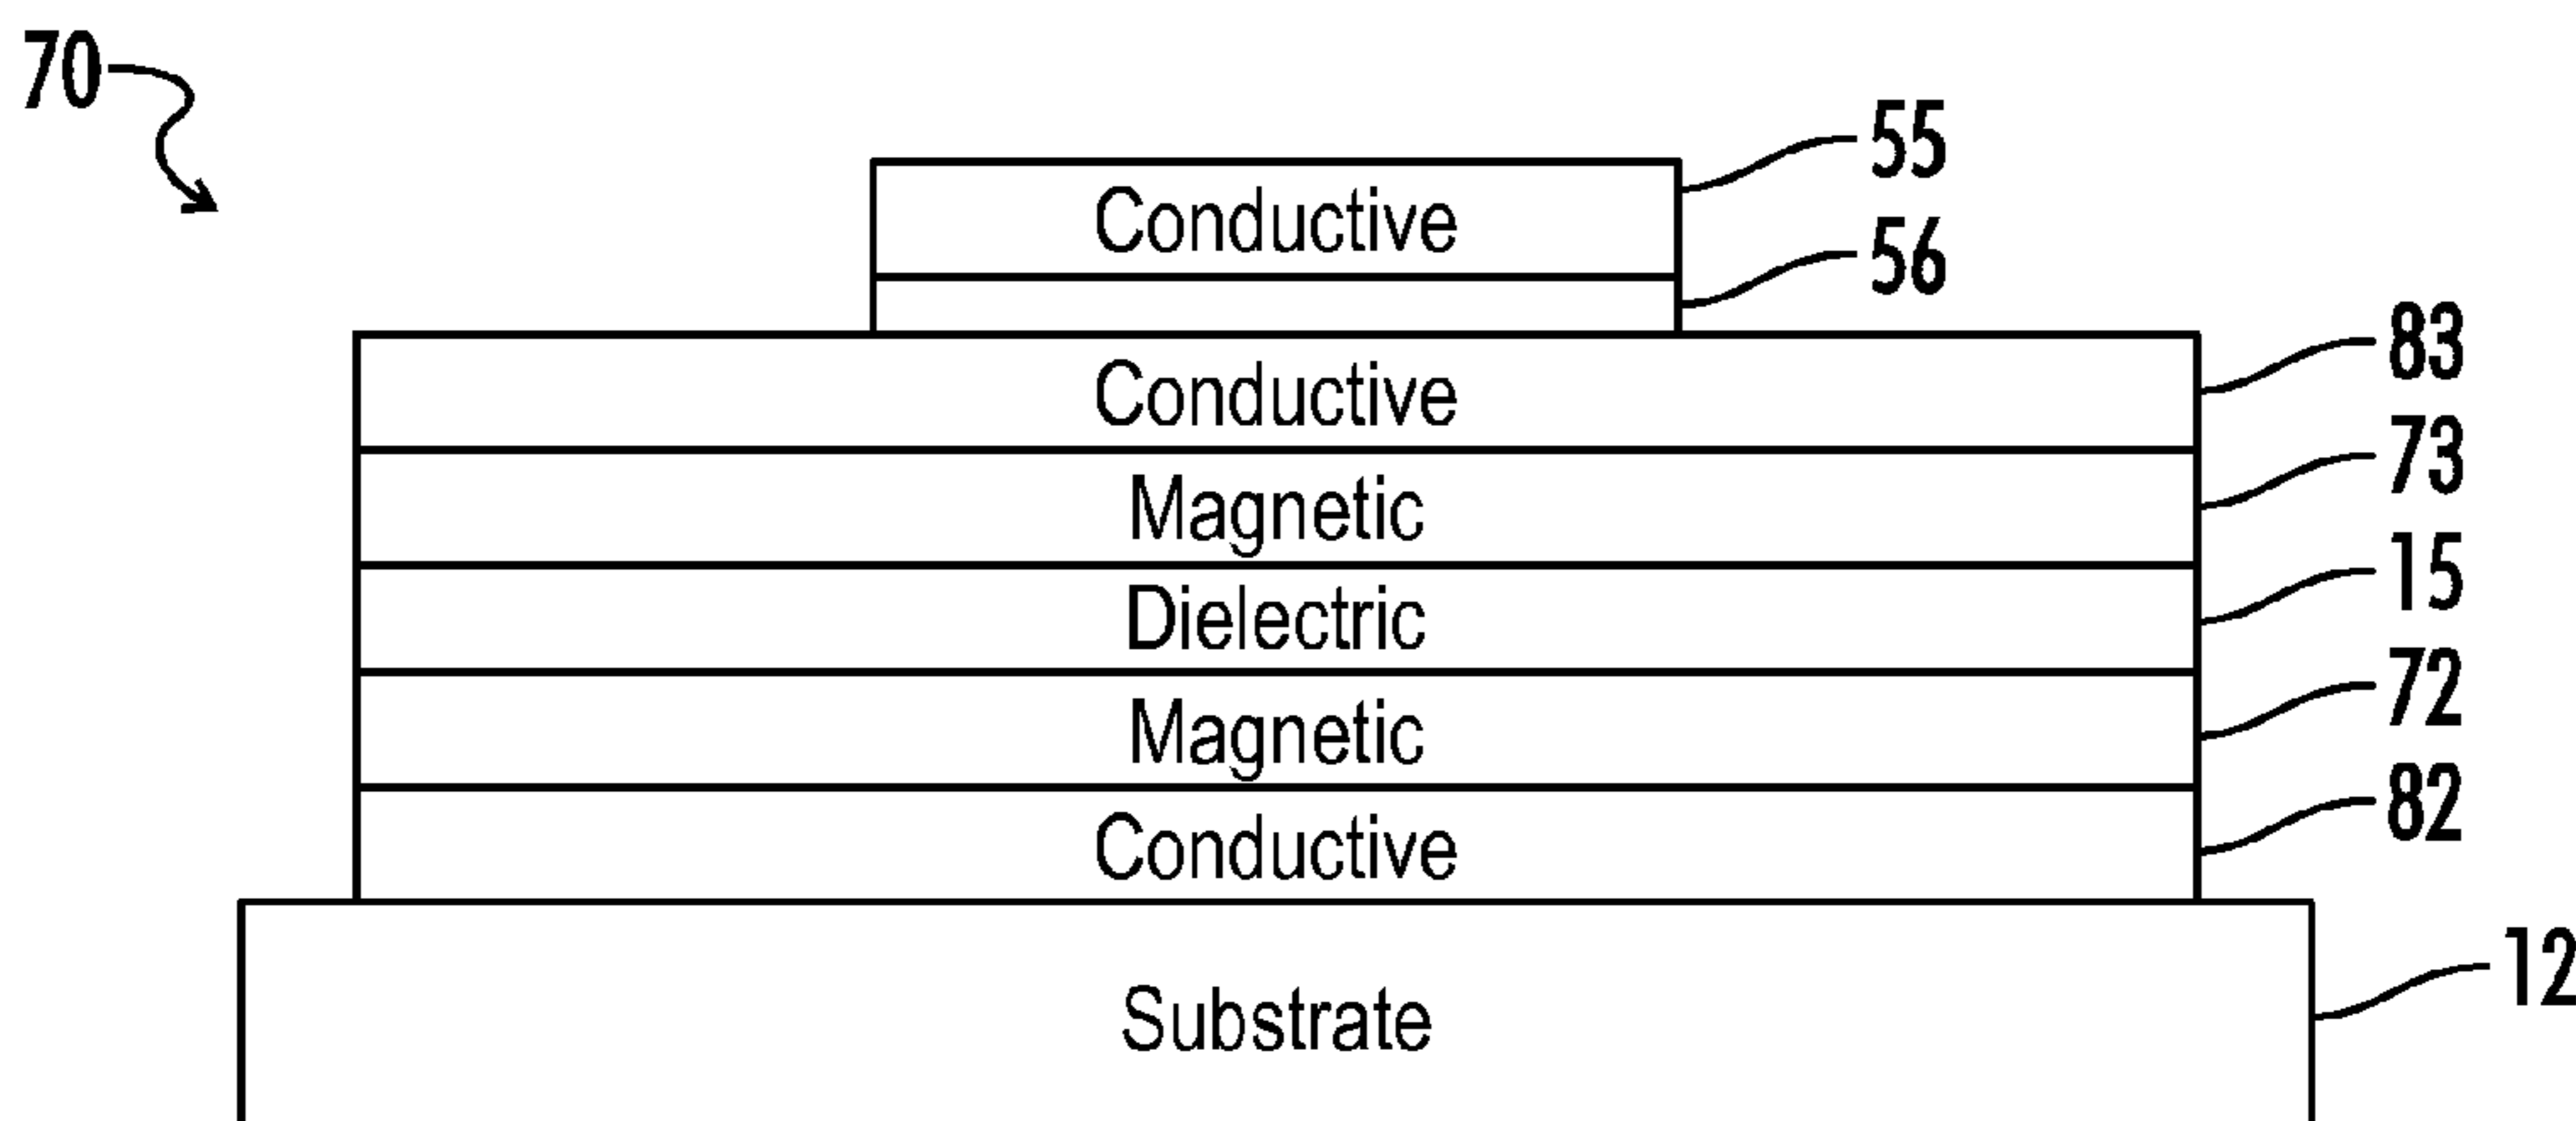 70
55
Conductive
56
83
Conductive
73
Magnetic
15
Dielectric
72
Magnetic
82
Conductive
12
Substrate